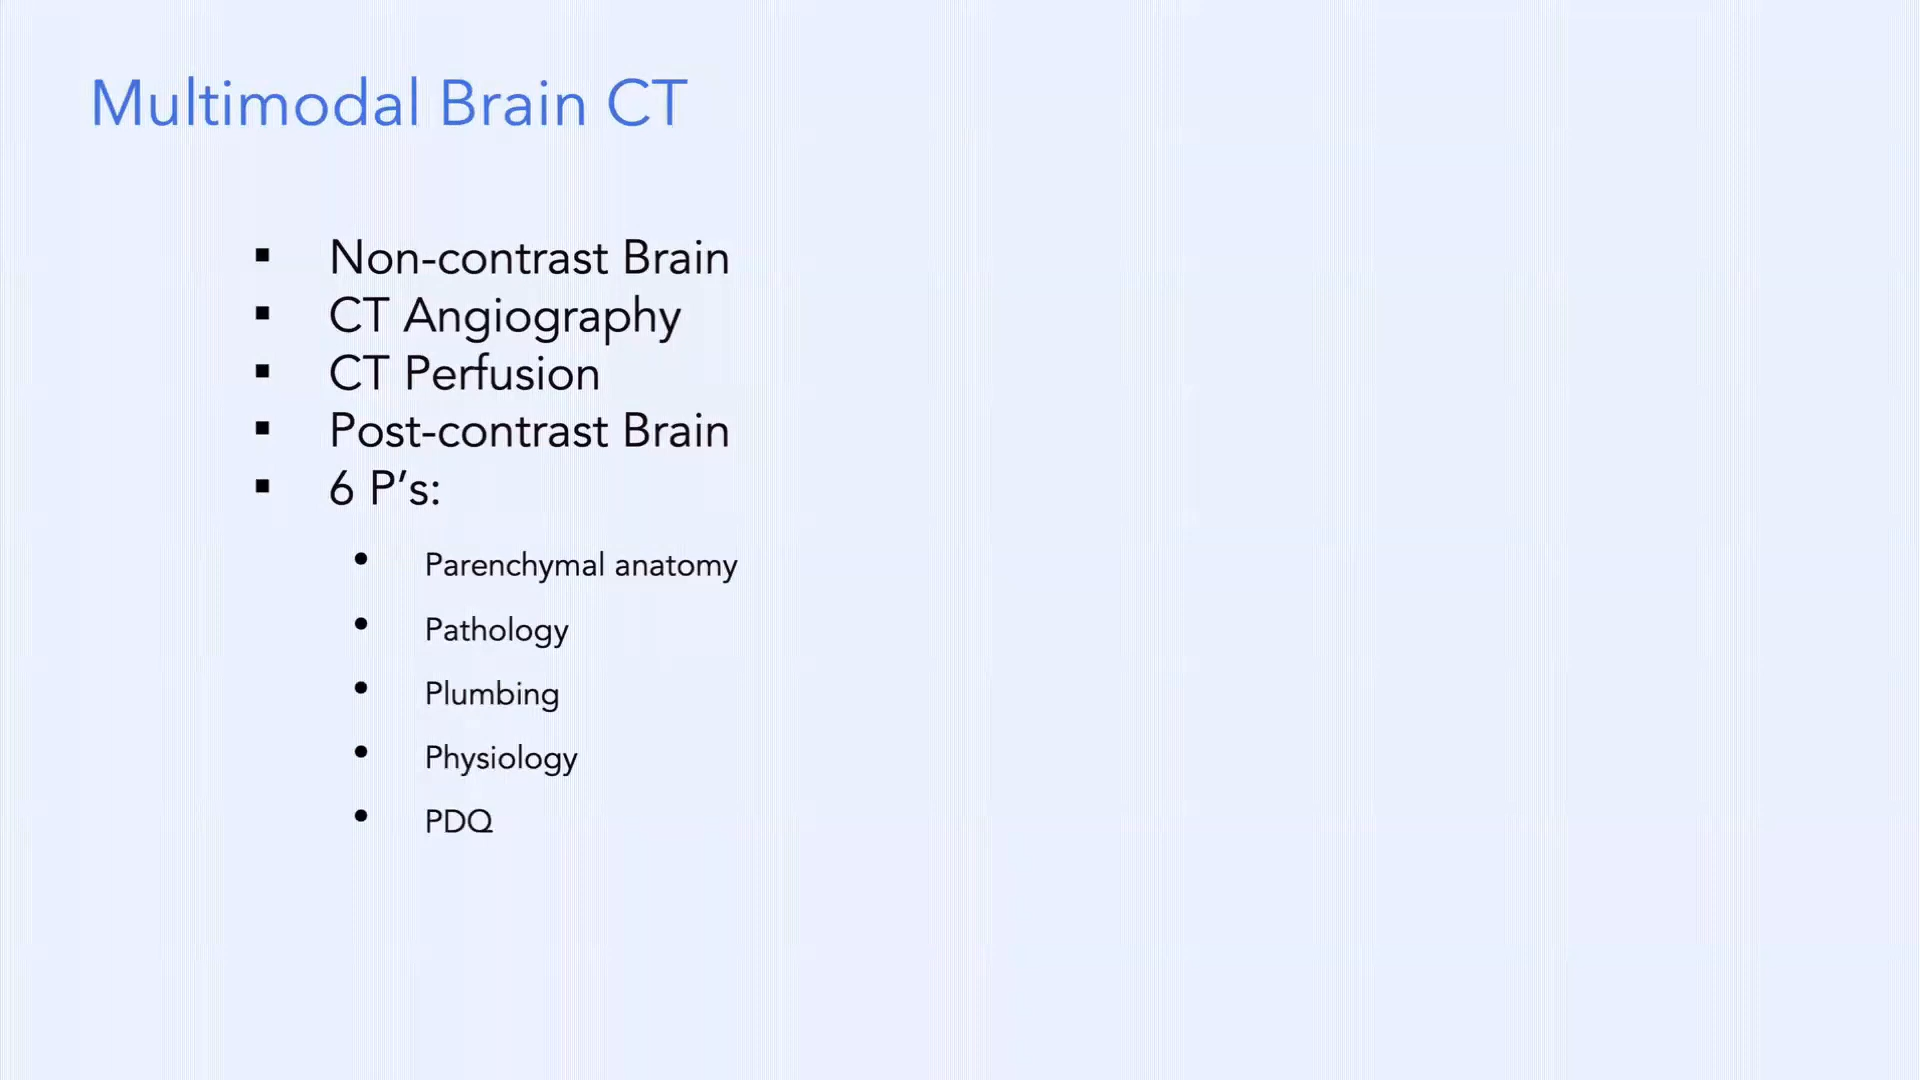 Multimodal Brain CT
▪ Non-contrast Brain
▪ CT Angiography
▪ CT Perfusion
▪ Post-contrast Brain
▪ 6 P’s:
• Parenchymal anatomy
• Pathology
• Plumbing
• Physiology
• PDQ